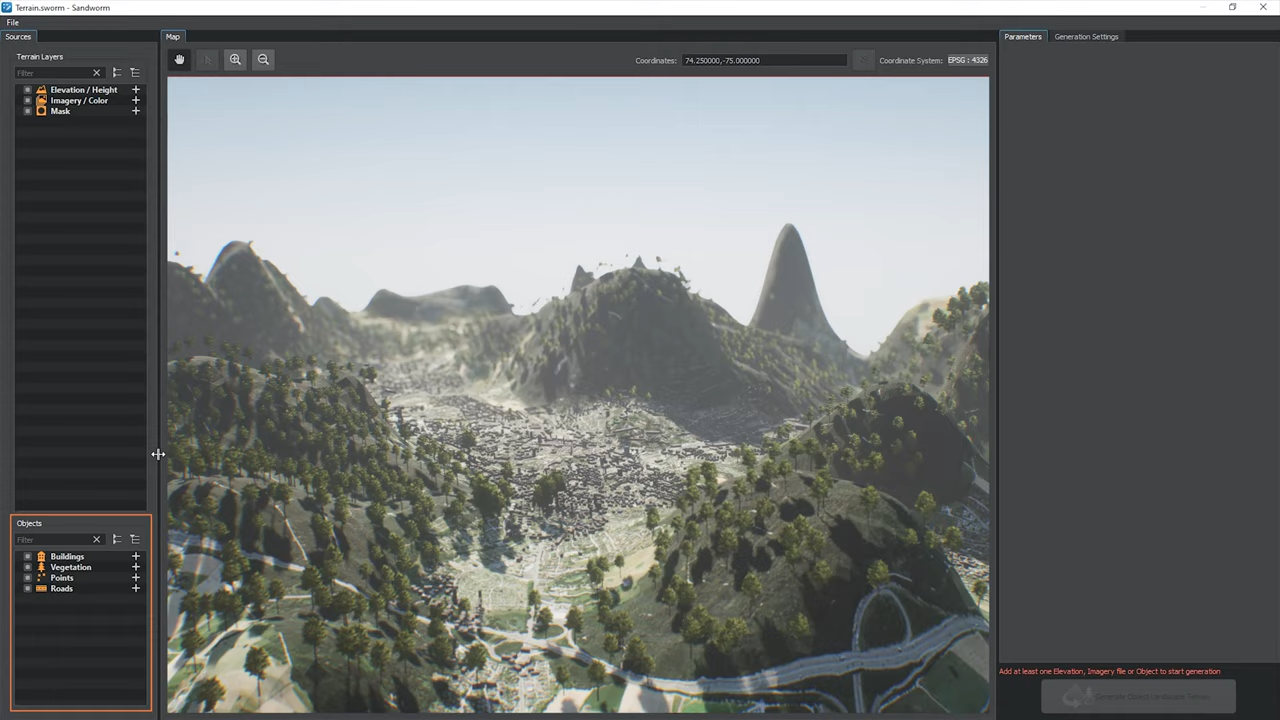 Terrain.sworm - Sandworm
File
Sources
Map
Parameters
Generation Settings
Terrain Layers
Coordinates:
74.250000,-75.000000
Coordinate System:
EPSG : 4326
Filter
Elevation / Height
Imagery / Color
Mask
Objects
Filter
Buildings
Vegetation
Points
Roads
Add at least one Elevation, Imagery file or Object to start generation